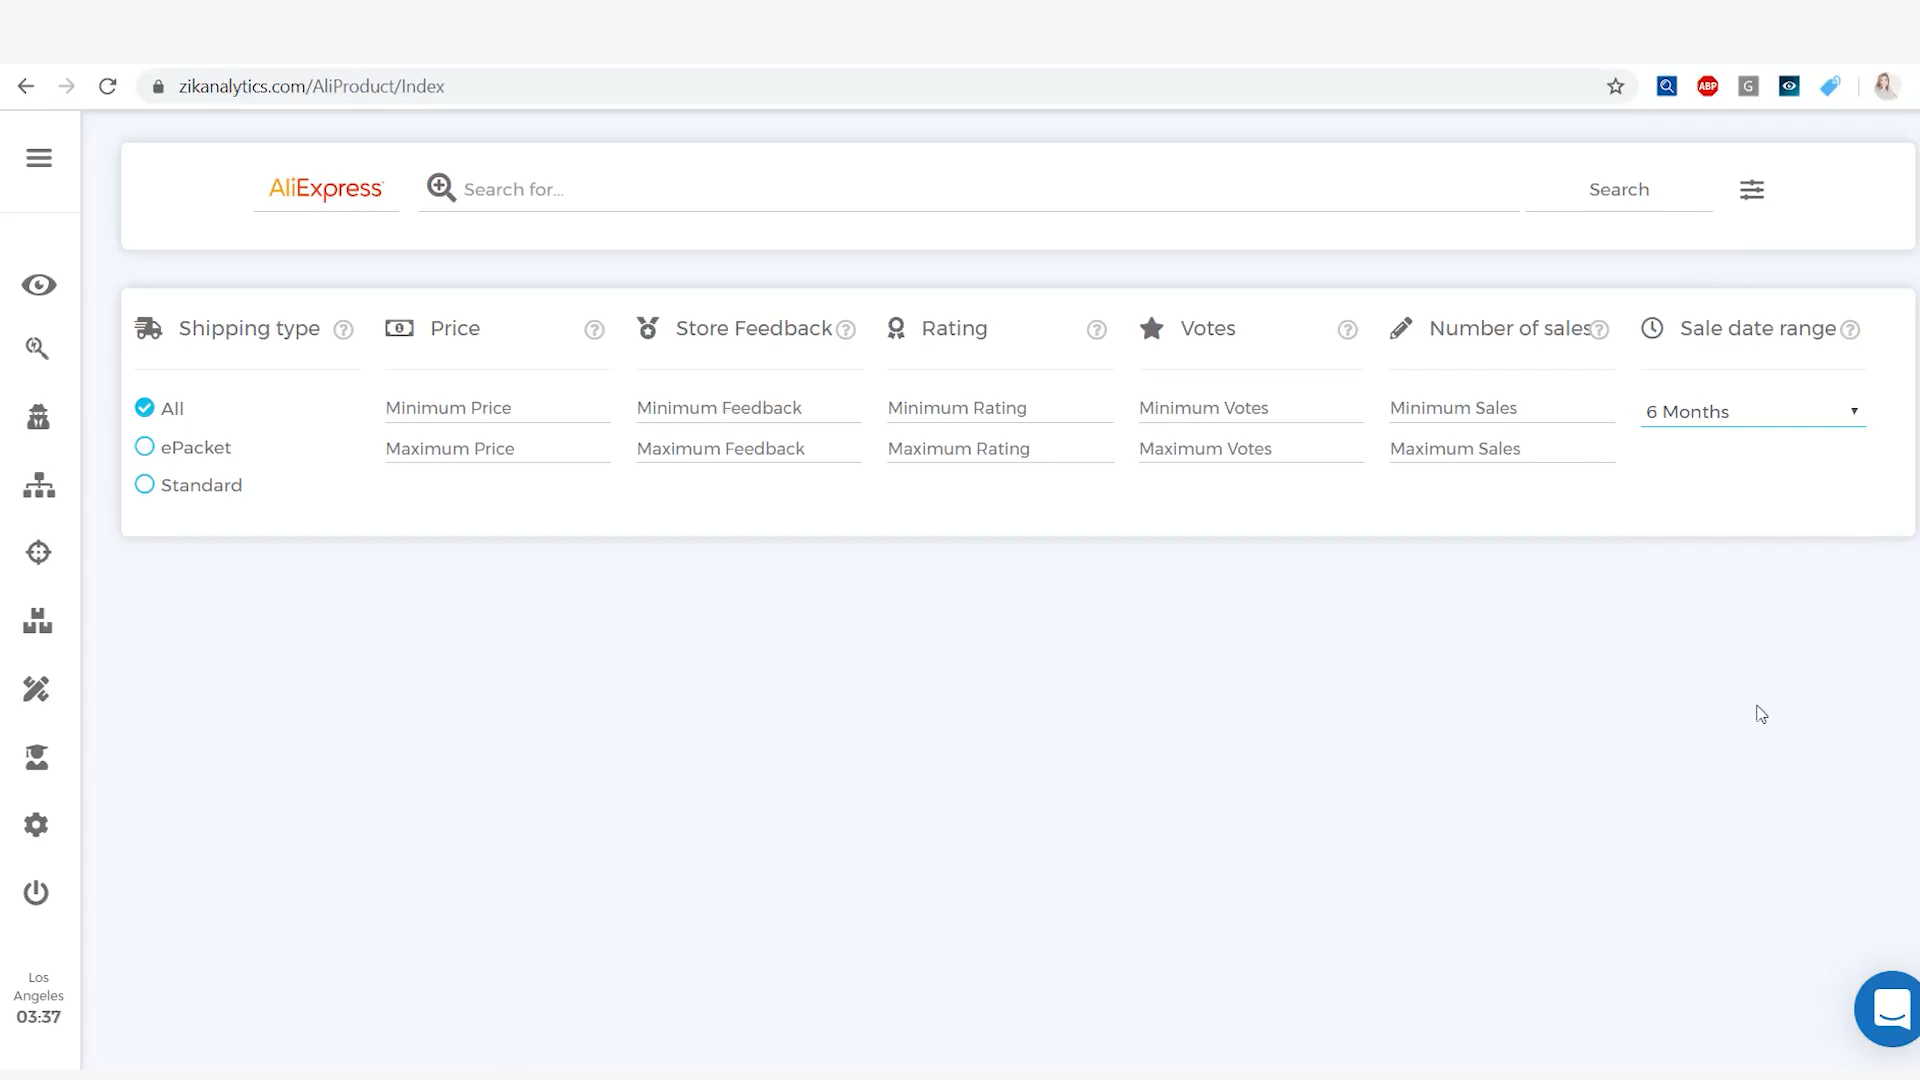 zikanalytics.com/AliProduct/Index
ABP
G
AliExpress
Search for...
Search
Shipping type
Price
Store Feedback
Rating
Votes
Number of sales
Sale date range
All
ePacket
Standard
Minimum Price
Maximum Price
Minimum Feedback
Maximum Feedback
Minimum Rating
Maximum Rating
Minimum Votes
Maximum Votes
Minimum Sales
Maximum Sales
6 Months
Los
Angeles
03:37